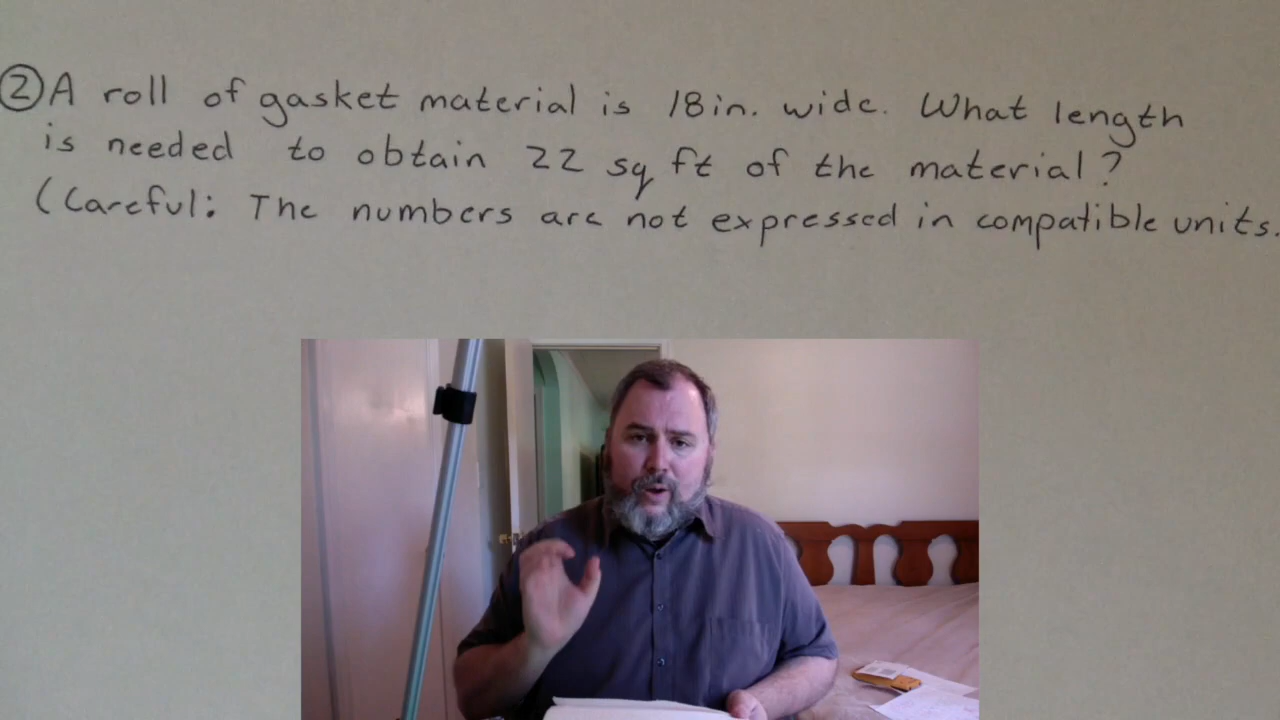 ② A roll of gasket material is 18in. wide. What length
is needed to obtain 22 sq ft of the material?
(Careful: The numbers are not expressed in compatible units.